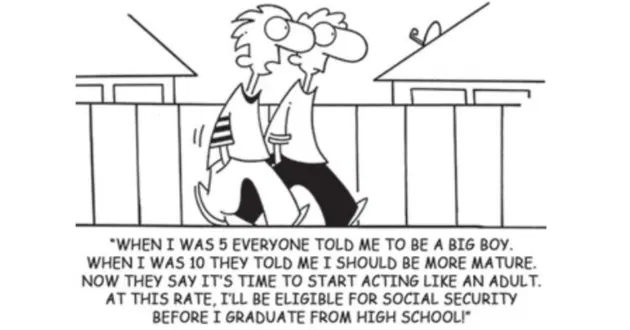 "WHEN I WAS 5 EVERYONE TOLD ME TO BE A BIG BOY.
WHEN I WAS 10 THEY TOLD ME I SHOULD BE MORE MATURE.
NOW THEY SAY IT'S TIME TO START ACTING LIKE AN ADULT.
AT THIS RATE, I'LL BE ELIGIBLE FOR SOCIAL SECURITY
BEFORE I GRADUATE FROM HIGH SCHOOL!"